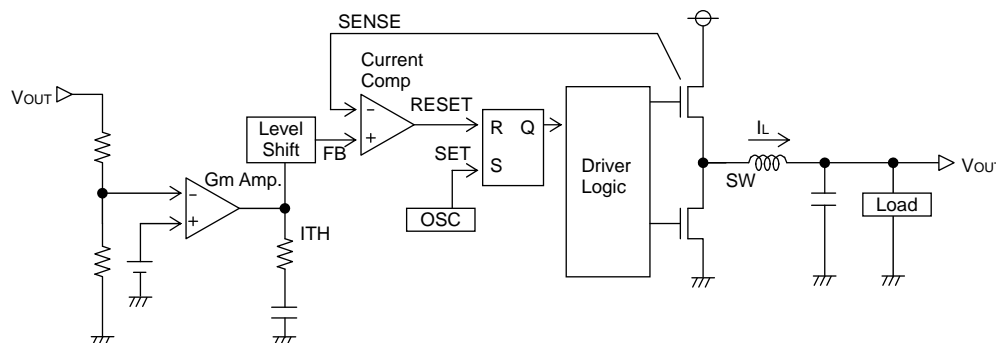 SENSE
Current
Comp
VOUT
RESET
Level
Shift
FB
R Q
S
SET
IL
Gm Amp.
Driver
Logic
SW
VOUT
OSC
Load
ITH
− +
− +